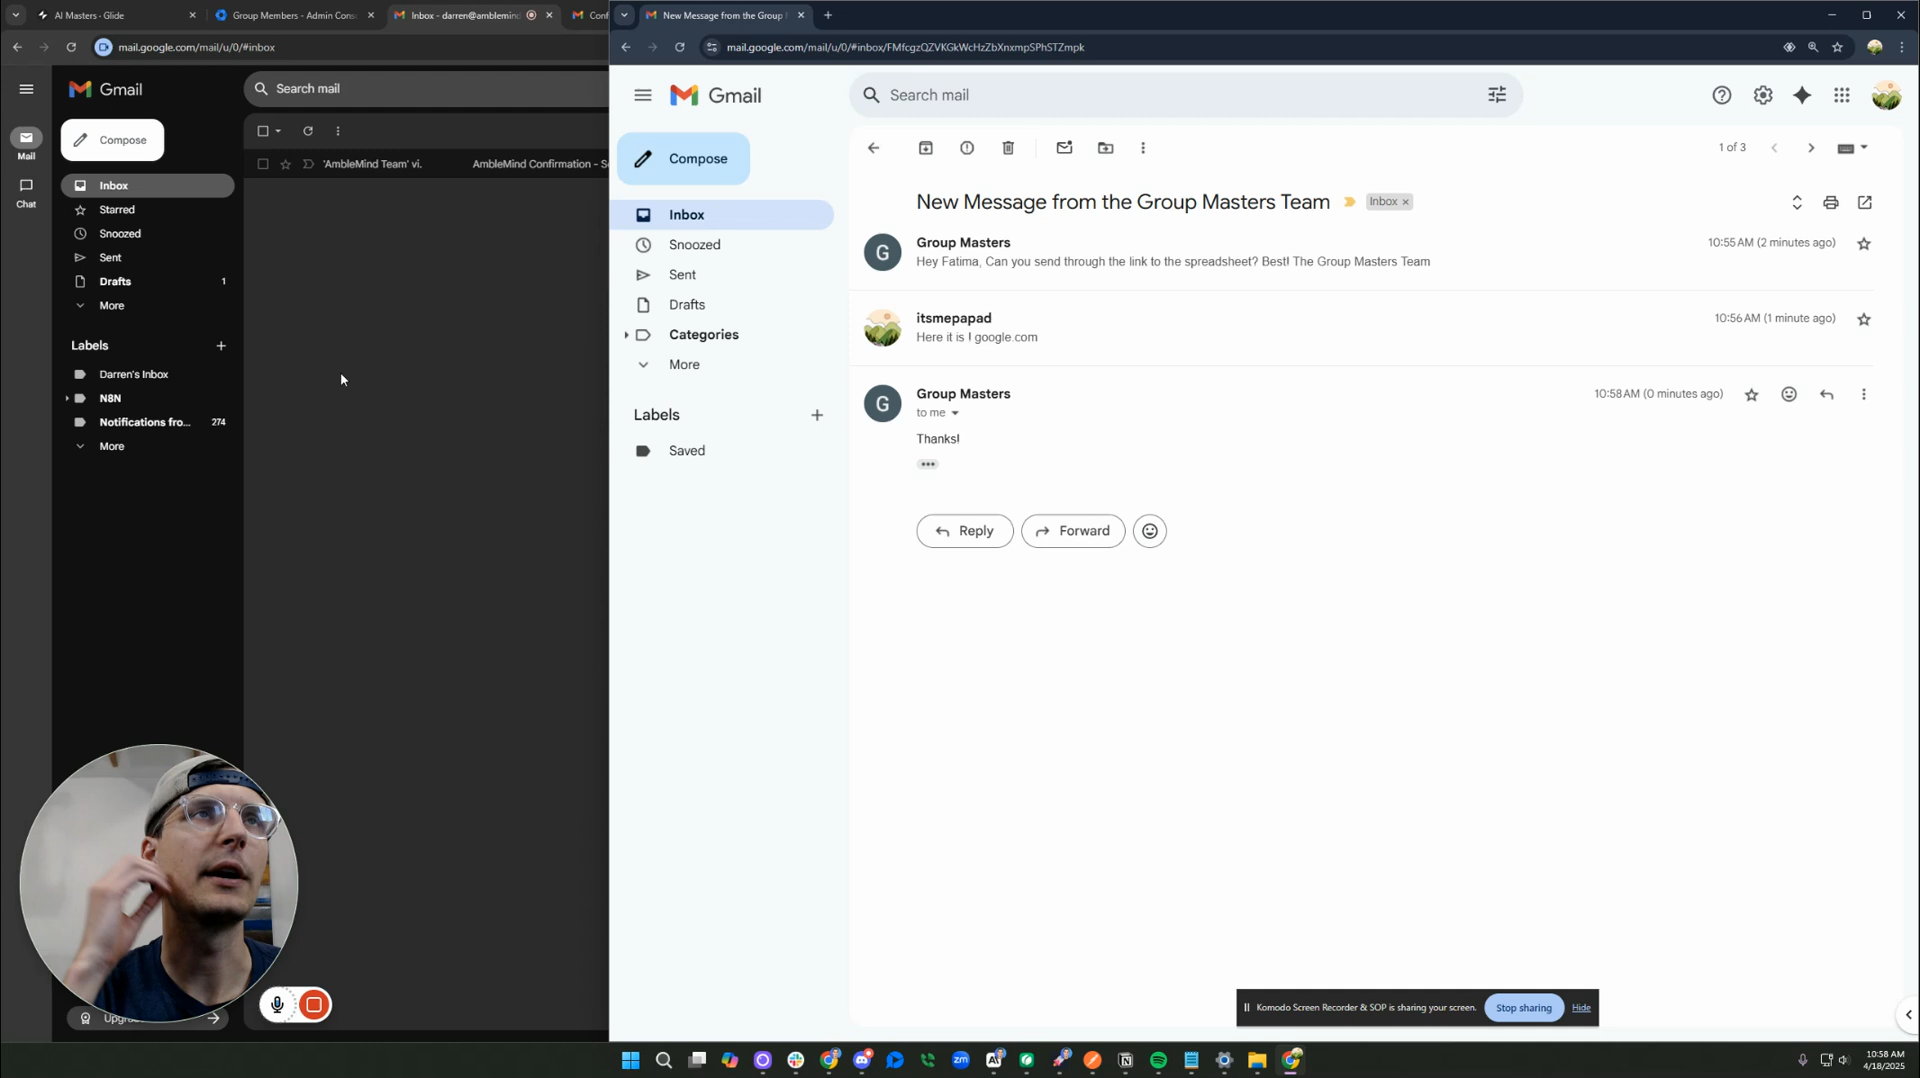 AI Masters - Glide
Group Members - Admin Cons
Inbox - darren@amblemind
Conf
mail.google.com/mail/u/0/#inbox
Gmail
Search mail
Compose
Mail
Chat
Inbox
Starred
Snoozed
Sent
Drafts 1
More
Labels
Darren's Inbox
N8N
Notifications fro... 274
More
'AmbleMind Team' vi. AmbleMind Confirmation - Se
New Message from the Group
mail.google.com/mail/u/0/#inbox/FMfcgzQZVKGkWcHzZbXnxmpSPhSTZmpk
Gmail
Search mail
Compose
Inbox
Snoozed
Sent
Drafts
Categories
More
Labels
Saved
1 of 3
New Message from the Group Masters Team
Inbox ×
Group Masters 10:55 AM (2 minutes ago)
Hey Fatima, Can you send through the link to the spreadsheet? Best! The Group Masters Team
itsmepapad 10:56 AM (1 minute ago)
Here it is ! google.com
Group Masters 10:58 AM (0 minutes ago)
to me
Thanks!
Reply
Forward
Komodo Screen Recorder & SOP is sharing your screen.
Stop sharing
Hide
10:58 AM
4/18/2025